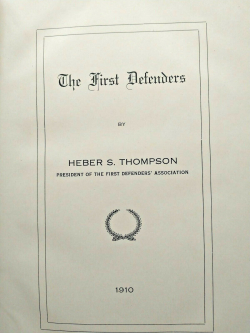 The First Defenders
BY
HEBER S. THOMPSON
PRESIDENT OF THE FIRST DEFENDERS' ASSOCIATION
1910